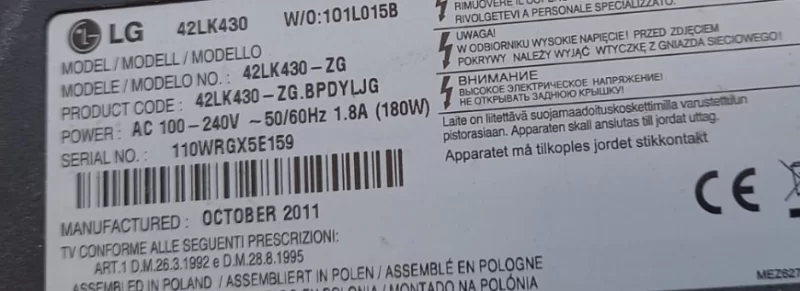 LG 42LK430 W/O:101L015B
MODEL / MODELL / MODELLO
MODELE / MODELO NO. : 42LK430-ZG
PRODUCT CODE : 42LK430-ZG.BPDYLJG
POWER : AC 100-240V ~50/60Hz 1.8A (180W)
SERIAL NO. : 110WRGX5E159
MANUFACTURED : OCTOBER 2011
TV CONFORME ALLE SEGUENTI PRESCRIZIONI:
ART.1 D.M.26.3.1992 e D.M.28.8.1995
ASSEMBLED IN POLAND / ASSEMBLIERT IN POLEN / ASSEMBLÉ EN POLOGNE
MONTADO NA POLÓNIA
RIVOLGETEVI A PERSONALE SPECIALIZZATO.
UWAGA!
W ODBIORNIKU WYSOKIE NAPIĘCIE! PRZED ZDJĘCIEM
POKRYWY NALEŻY WYJĄĆ WTYCZKĘ Z GNIAZDA SIECIOWEGO!
ВНИМАНИЕ
ВЫСОКОЕ ЭЛЕКТРИЧЕСКОЕ НАПРЯЖЕНИЕ!
НЕ ОТКРЫВАТЬ ЗАДНЮЮ КРЫШКУ!
Laite on liitettävä suojamaadoituskoskettimilla varustettuun
pistorasiaan. Apparaten skall anslutas till jordat uttag.
Apparatet må tilkoples jordet stikkontakt
CE
MEZ627